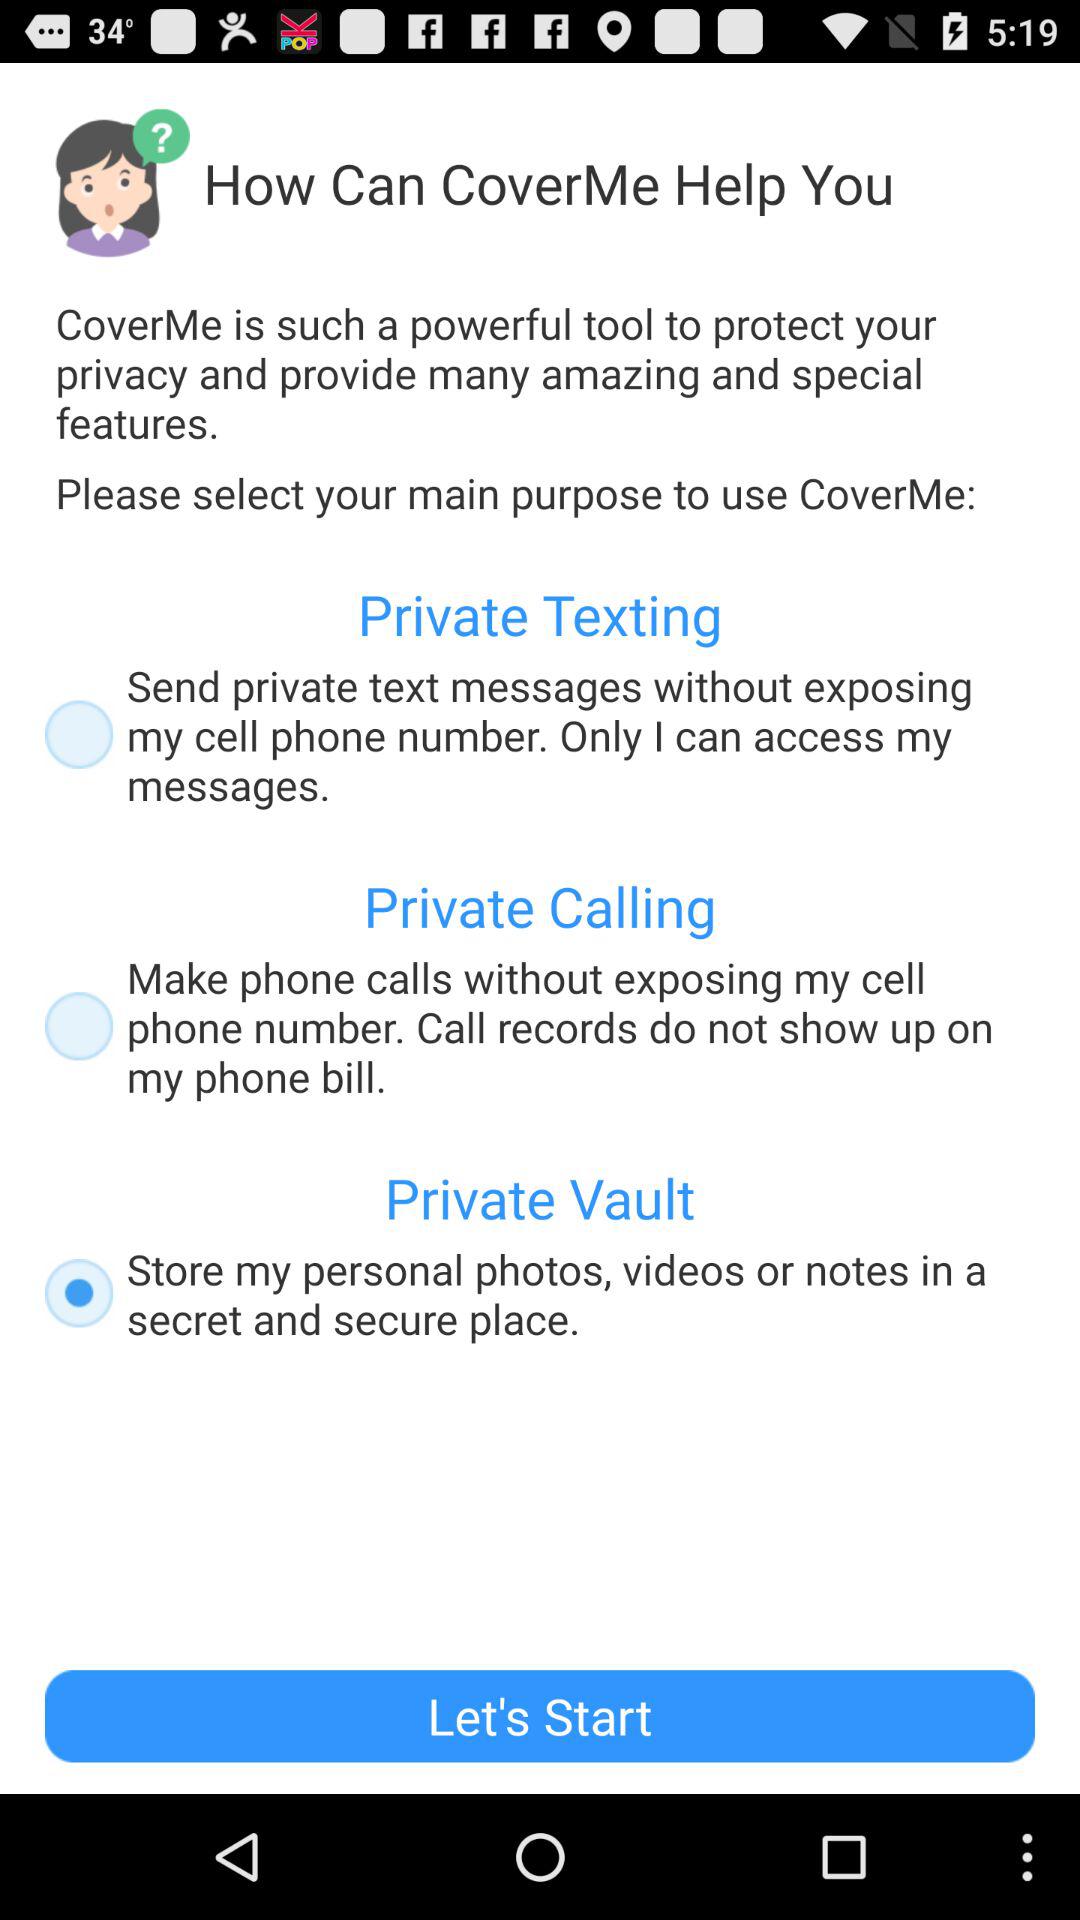 34° KPOP 5:19
?
How Can CoverMe Help You
CoverMe is such a powerful tool to protect your
privacy and provide many amazing and special
features.
Please select your main purpose to use CoverMe:
Private Texting
Send private text messages without exposing
my cell phone number. Only I can access my
messages.
Private Calling
Make phone calls without exposing my cell
phone number. Call records do not show up on
my phone bill.
Private Vault
Store my personal photos, videos or notes in a
secret and secure place.
Let's Start